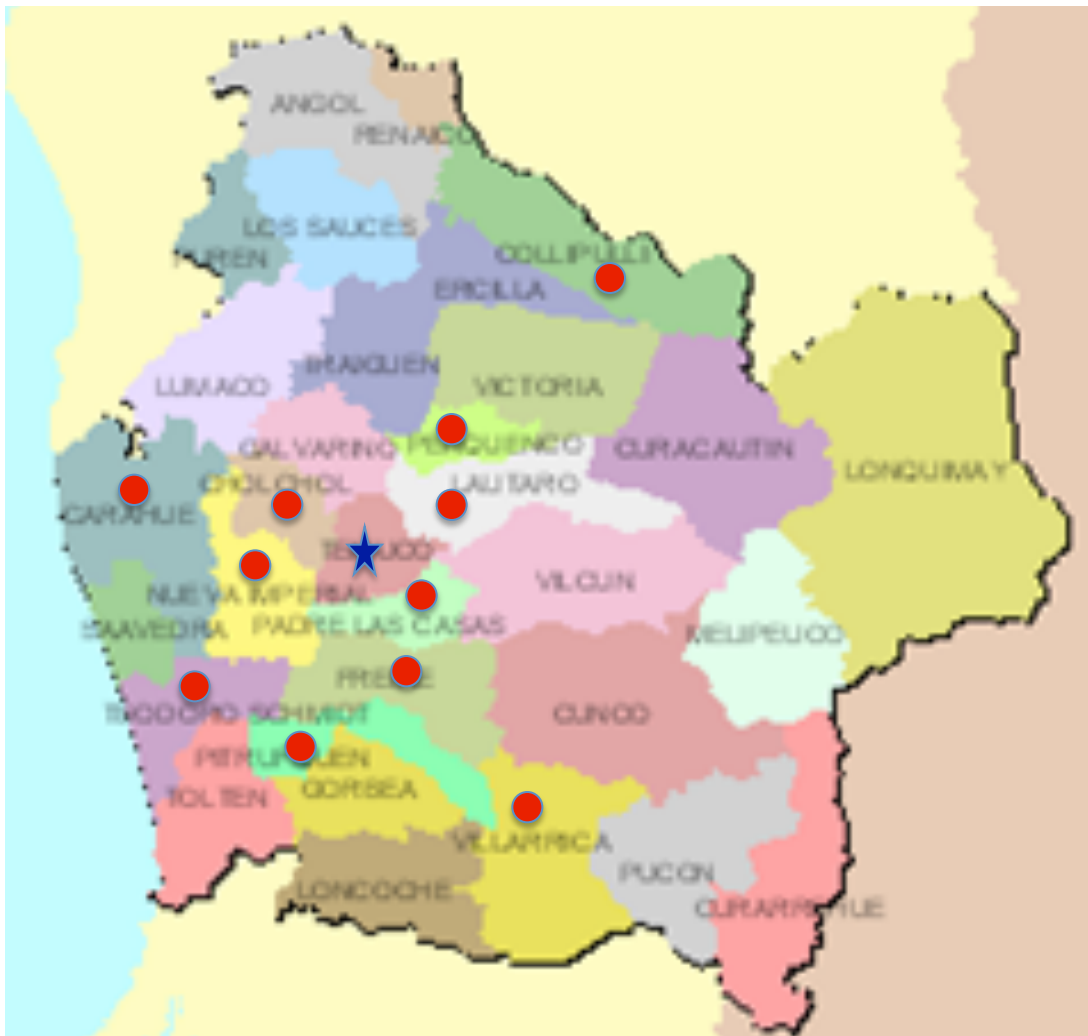 ANGOL
RENAICO
LOS SAUCES
PUREN
COLLIPULLI
ERCILLA
TRAIGUEN
LUMACO
VICTORIA
GALVARINO
PERQUENCO
CURACAUTIN
LONQUIMAY
CHOLCHOL
LAUTARO
CARAHUE
TEMUCO
VILCUN
NUEVA IMPERIAL
SAAVEDRA
PADRE LAS CASAS
MELIPEUCO
FREIRE
TEODORO SCHMIDT
CUNCO
PITRUFQUEN
GORBEA
TOLTEN
VILLARRICA
PUCON
LONCOCHE
CURARREHUE